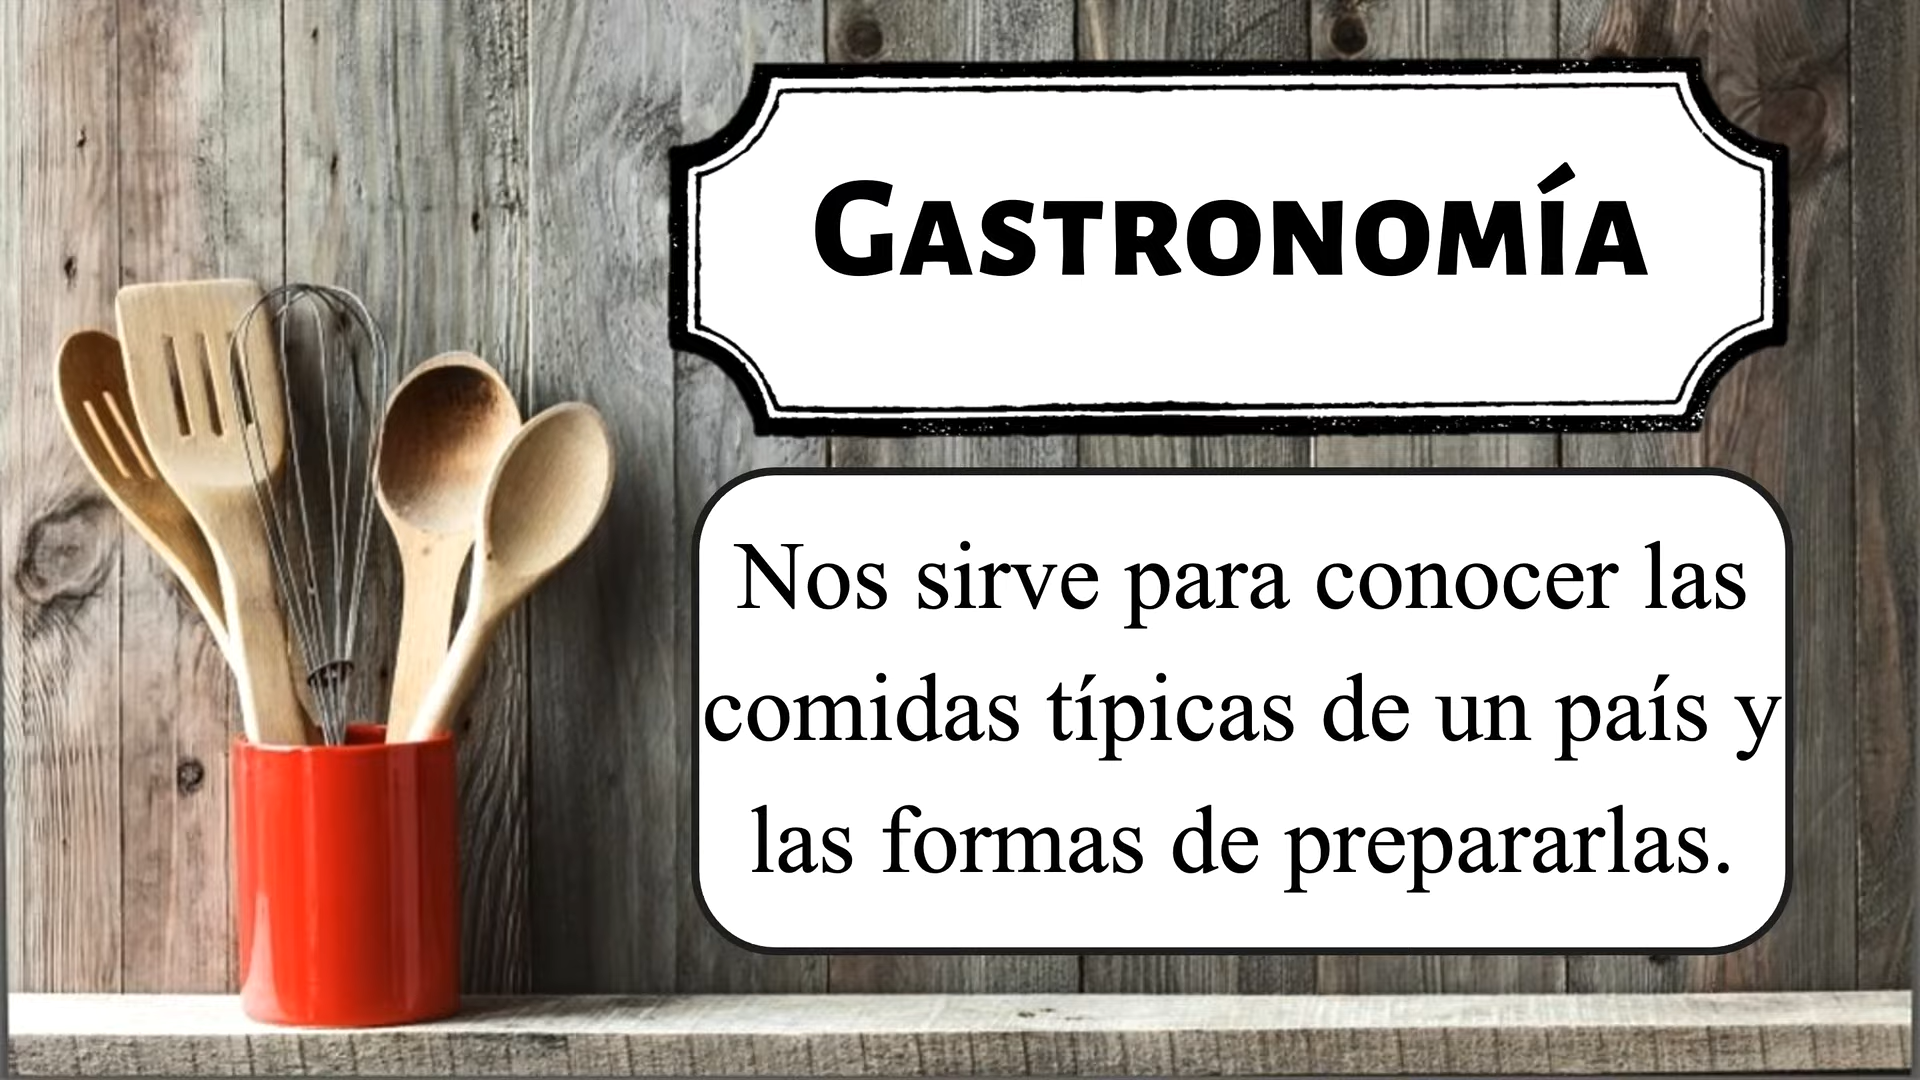 Gastronomía
Nos sirve para conocer las
comidas típicas de un país y
las formas de prepararlas.